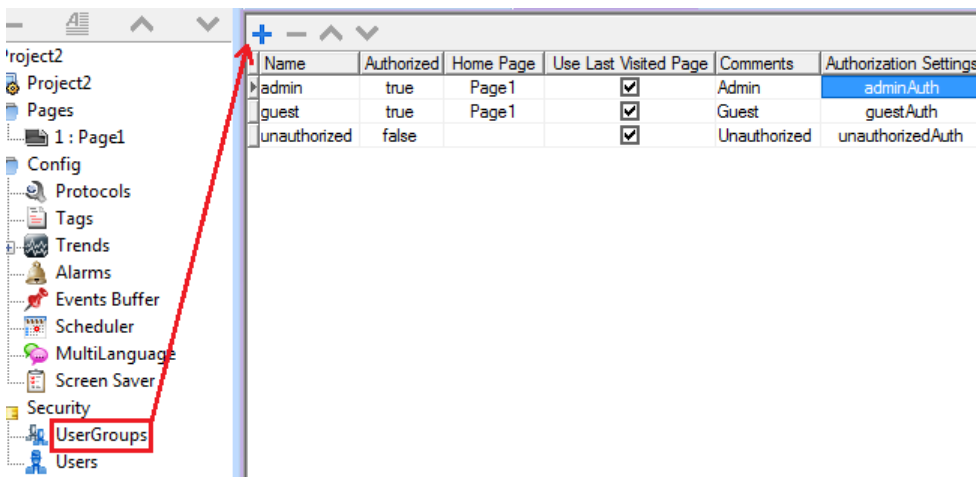 roject2
Project2
Pages
1 : Page1
Config
Protocols
Tags
Trends
Alarms
Events Buffer
Scheduler
MultiLanguage
Screen Saver
Security
UserGroups
Users
Name Authorized Home Page Use Last Visited Page Comments Authorization Settings
admin true Page1 Admin adminAuth
guest true Page1 Guest guestAuth
unauthorized false Unauthorized unauthorizedAuth